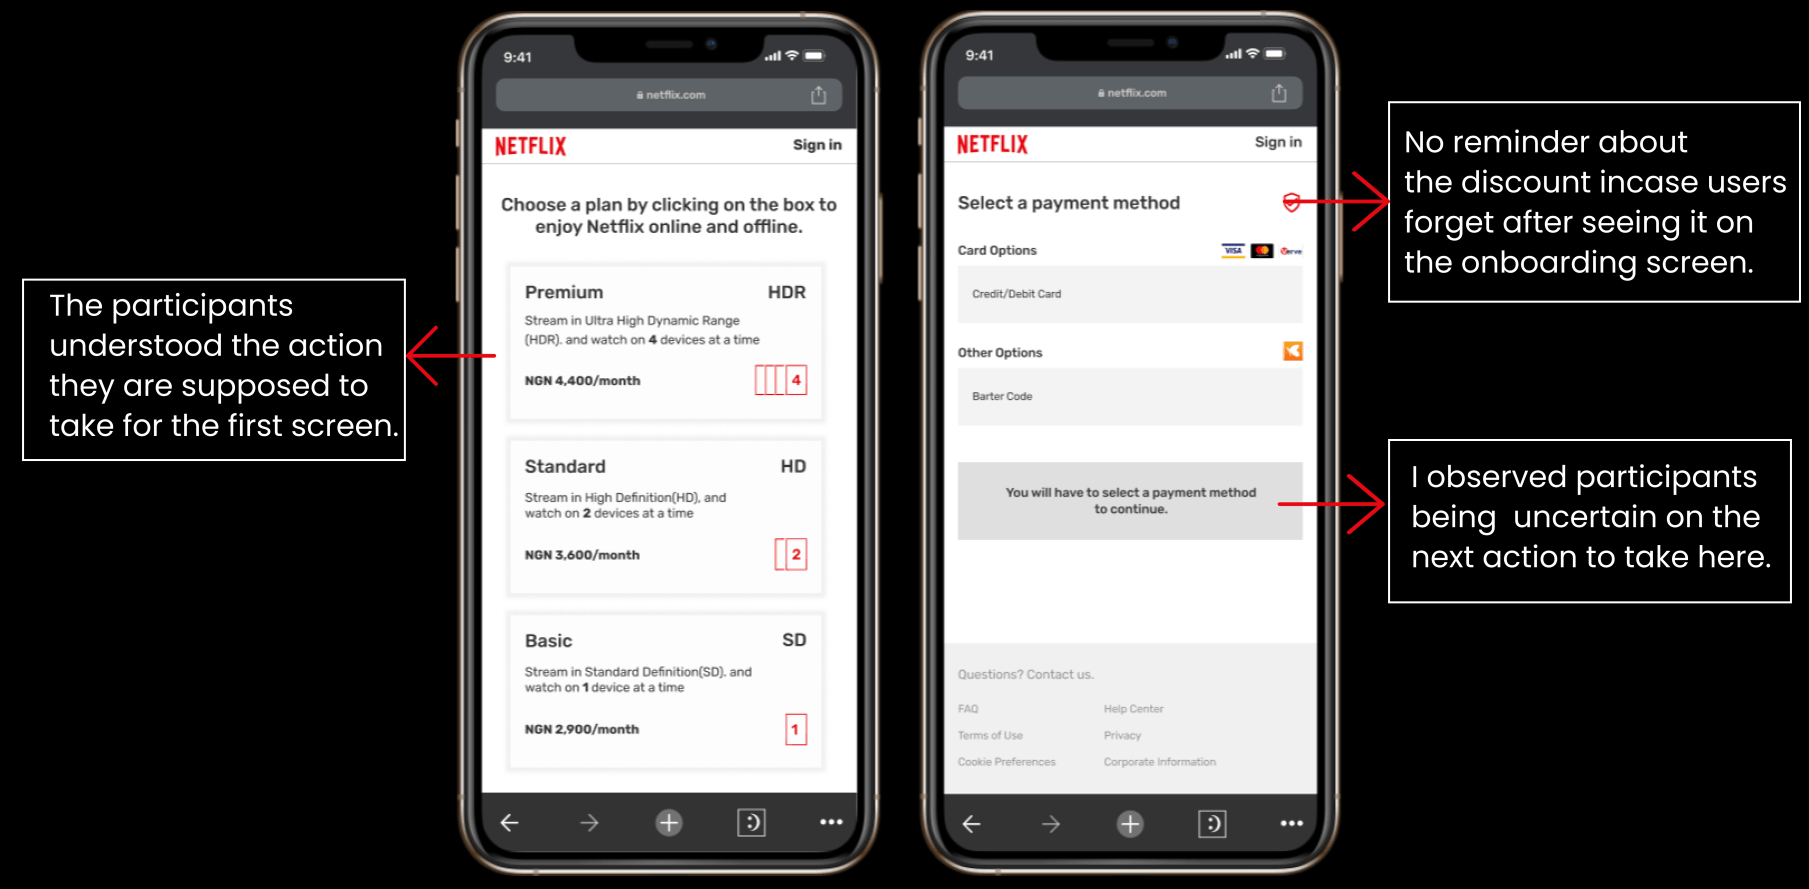 The participants
understood the action
they are supposed to
take for the first screen.
9:41
netflix.com
NETFLIX
Sign in
Choose a plan by clicking on the box to
enjoy Netflix online and offline.
Premium
HDR
Stream in Ultra High Dynamic Range
(HDR). and watch on 4 devices at a time
NGN 4,400/month
4
Standard
HD
Stream in High Definition(HD), and
watch on 2 devices at a time
NGN 3,600/month
2
Basic
SD
Stream in Standard Definition(SD). and
watch on 1 device at a time
NGN 2,900/month
1
9:41
netflix.com
NETFLIX
Sign in
Select a payment method
Card Options
VISA
Verve
Credit/Debit Card
Other Options
Barter Code
You will have to select a payment method
to continue.
Questions? Contact us.
FAQ
Help Center
Terms of Use
Privacy
Cookie Preferences
Corporate Information
No reminder about
the discount incase users
forget after seeing it on
the onboarding screen.
I observed participants
being  uncertain on the
next action to take here.